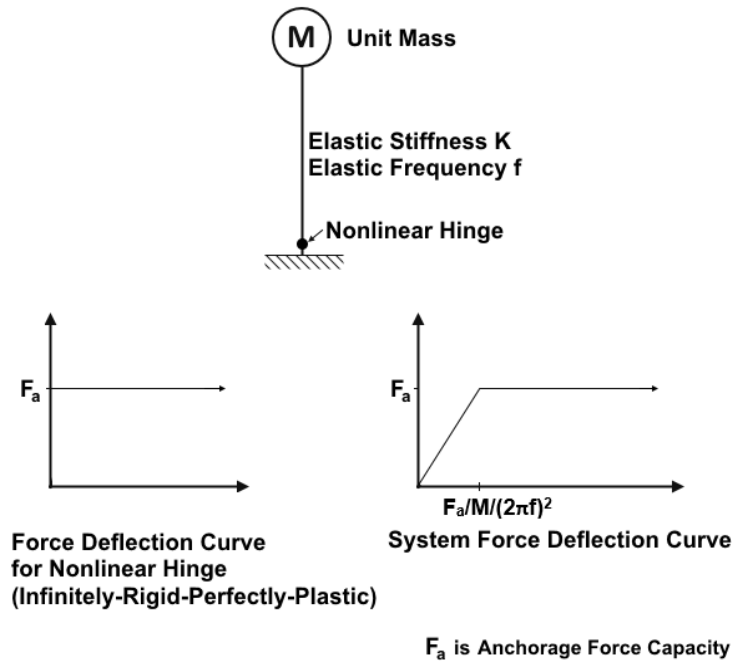 M
Unit Mass
Elastic Stiffness K
Elastic Frequency f
Nonlinear Hinge
Fa
Fa
Fa/M/(2πf)²
Force Deflection Curve
for Nonlinear Hinge
(Infinitely-Rigid-Perfectly-Plastic)
System Force Deflection Curve
Fa is Anchorage Force Capacity